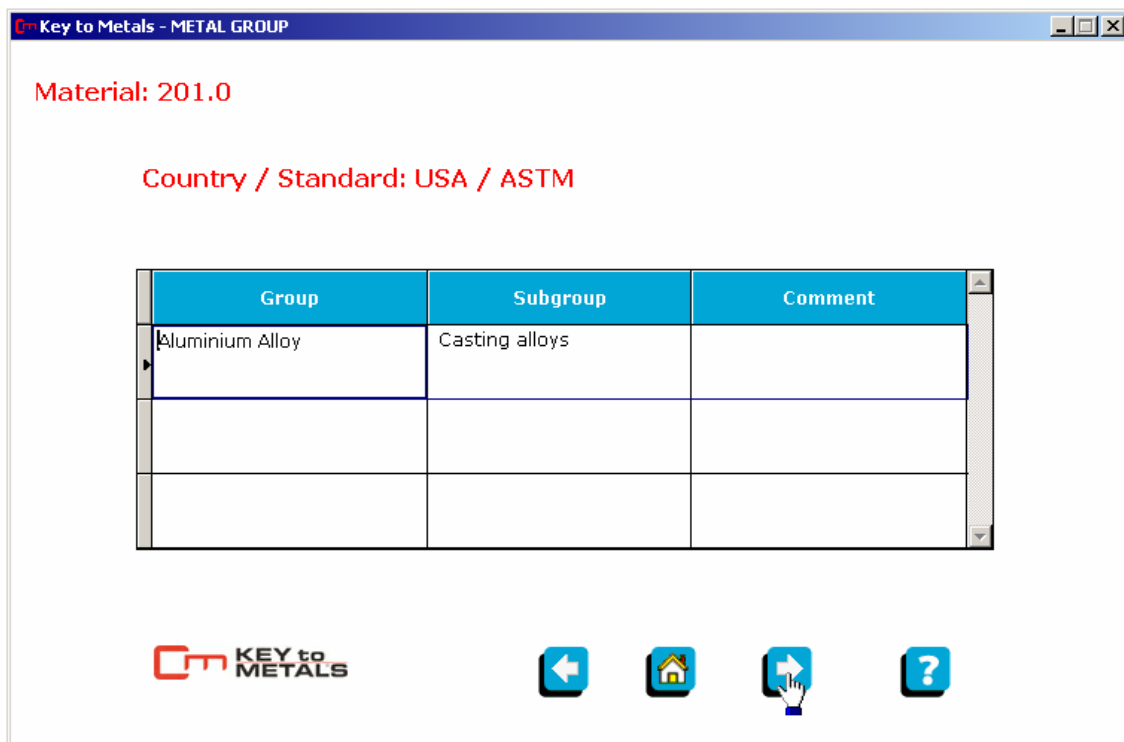 Key to Metals - METAL GROUP
Material: 201.0
Country / Standard: USA / ASTM
Group Subgroup Comment
Aluminium Alloy Casting alloys
KEY to METALS
?